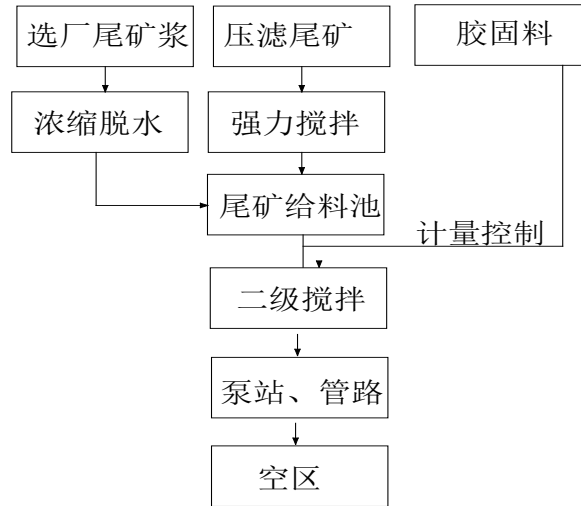 选厂尾矿浆
压滤尾矿
胶固料
浓缩脱水
强力搅拌
尾矿给料池
计量控制
二级搅拌
泵站、管路
空区